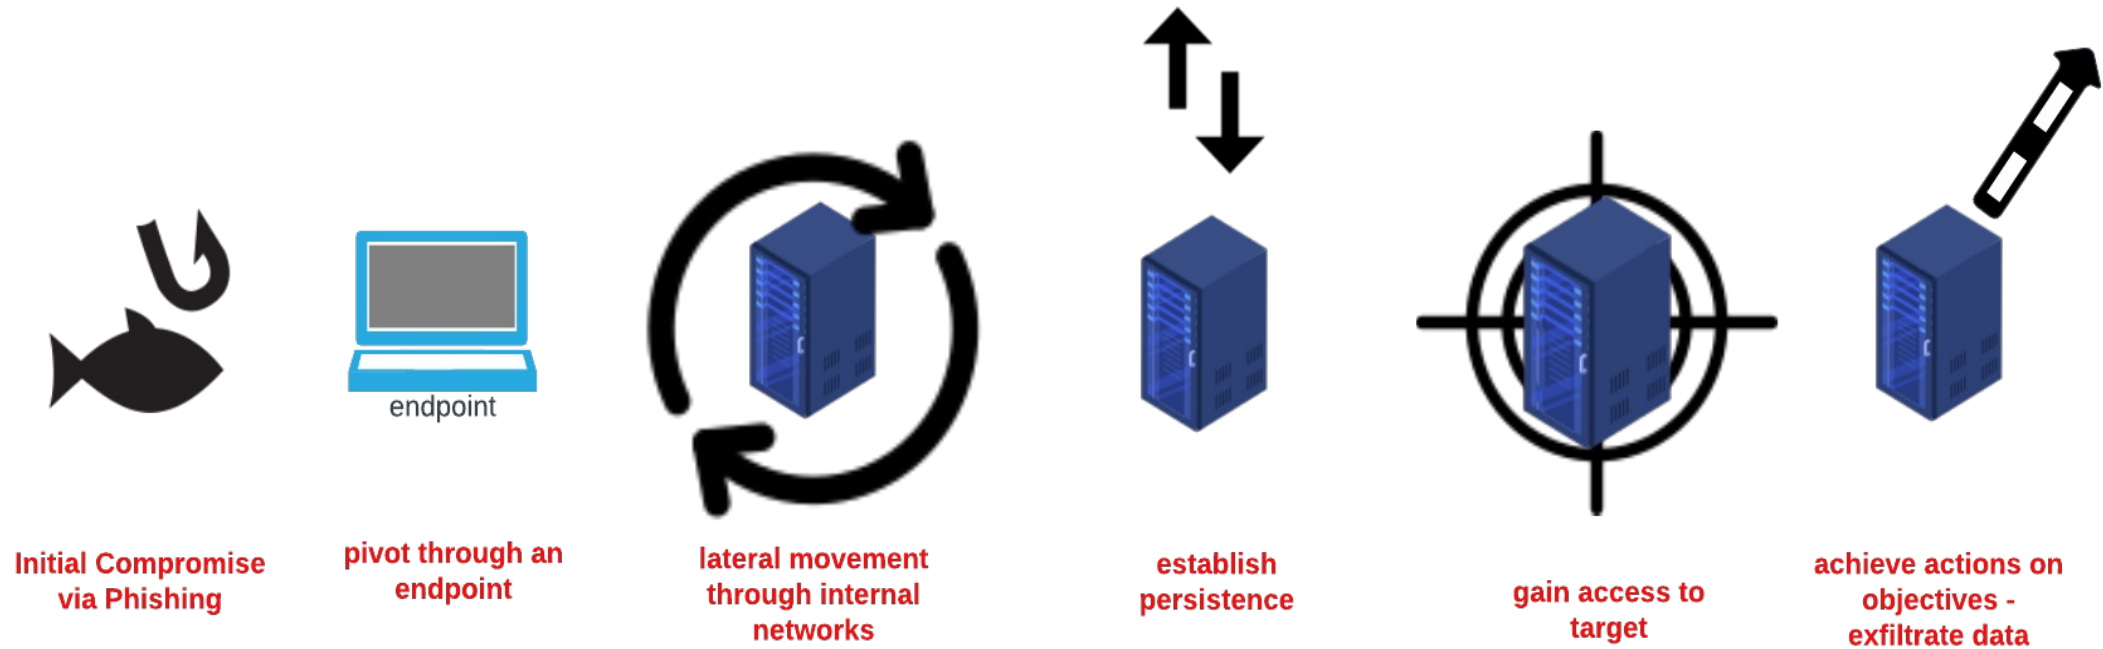 endpoint
Initial Compromise
via Phishing
pivot through an
endpoint
lateral movement
through internal
networks
establish
persistence
gain access to
target
achieve actions on
objectives -
exfiltrate data